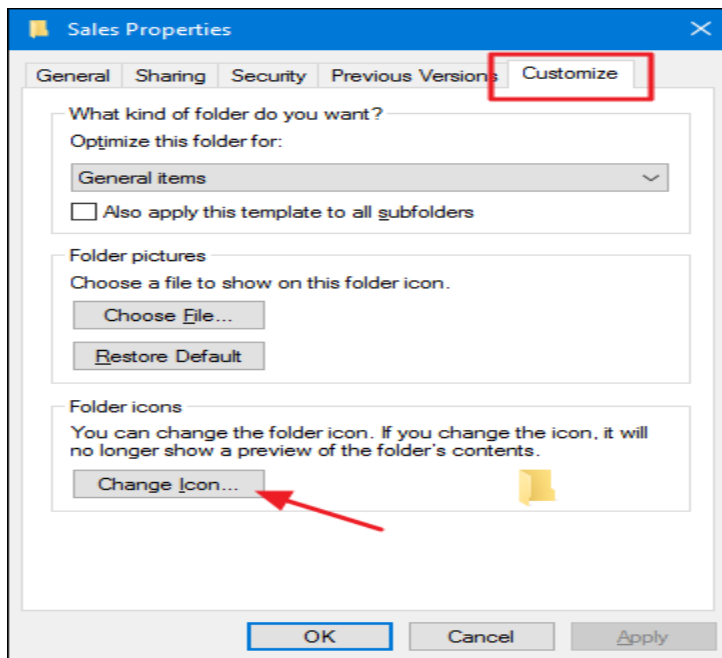 Sales Properties
General Sharing Security Previous Versions Customize
What kind of folder do you want?
Optimize this folder for:
General items
Also apply this template to all subfolders
Folder pictures
Choose a file to show on this folder icon.
Choose File...
Restore Default
Folder icons
You can change the folder icon. If you change the icon, it will
no longer show a preview of the folder's contents.
Change Icon...
OK Cancel Apply